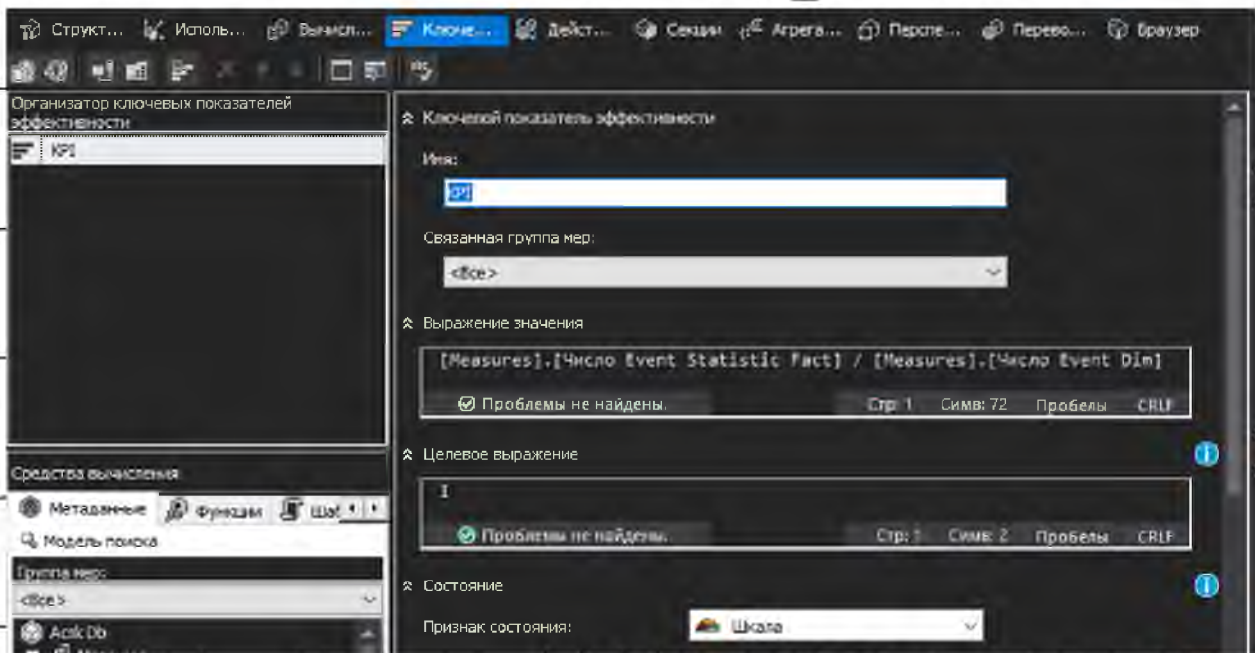 Структ... Исполь... Вычисл... Ключе... Дейст... Секции Агрега... Перспе... Перево... Браузер
Организатор ключевых показателей
эффективности
KPI
Ключевой показатель эффективности
Имя:
KPI
Связанная группа мер:
<Все>
Выражение значения
[Measures].[Число Event Statistic Fact] / [Measures].[Число Event Dim]
Проблемы не найдены. Стр: 1 Симв: 72 Пробелы CRLF
Целевое выражение
1
Проблемы не найдены. Стр: 1 Симв: 2 Пробелы CRLF
Состояние
Признак состояния: Шкала
Средства вычисления
Метаданные Функции Шаб
Модель поиска
Группа мер:
<Все>